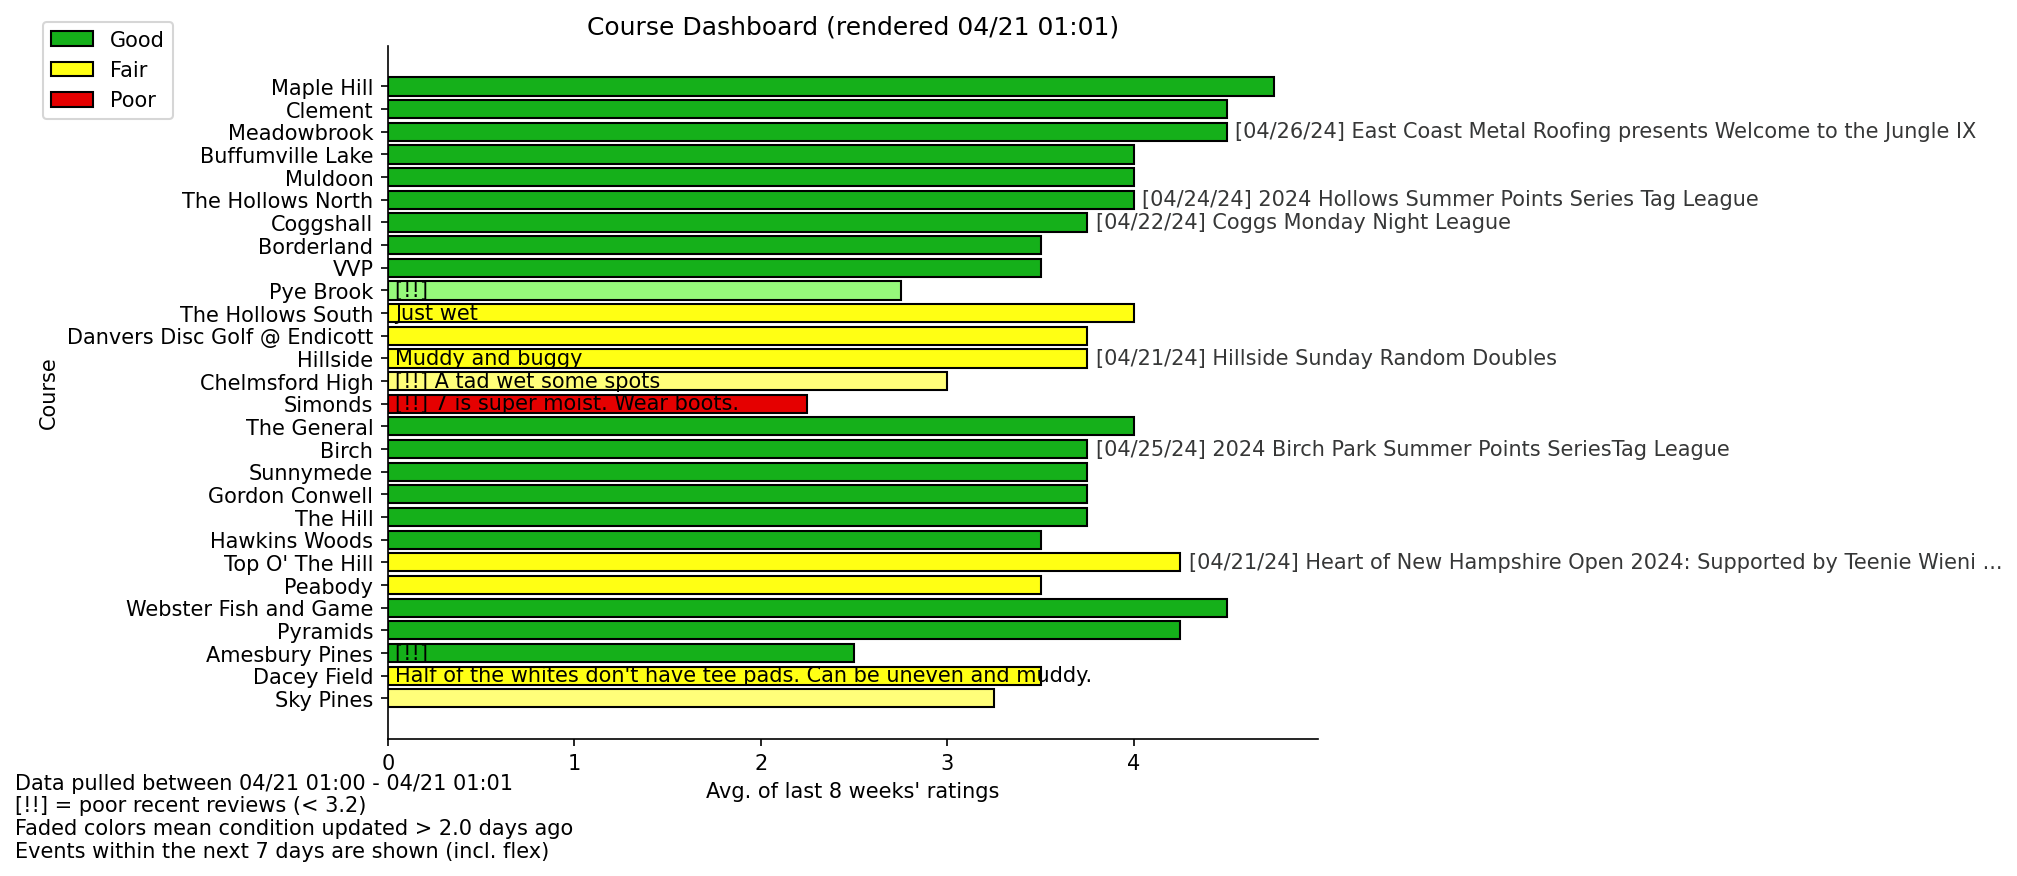 Course Dashboard (rendered 04/21 01:01)
Good
Fair
Poor
Course
Maple Hill
Clement
Meadowbrook [04/26/24] East Coast Metal Roofing presents Welcome to the Jungle IX
Buffumville Lake
Muldoon
The Hollows North [04/24/24] 2024 Hollows Summer Points Series Tag League
Coggshall [04/22/24] Coggs Monday Night League
Borderland
VVP
Pye Brook [!!]
The Hollows South Just wet
Danvers Disc Golf @ Endicott
Hillside Muddy and buggy [04/21/24] Hillside Sunday Random Doubles
Chelmsford High [!!] A tad wet some spots
Simonds [!!] 7 is super moist. Wear boots.
The General
Birch [04/25/24] 2024 Birch Park Summer Points SeriesTag League
Sunnymede
Gordon Conwell
The Hill
Hawkins Woods
Top O' The Hill [04/21/24] Heart of New Hampshire Open 2024: Supported by Teenie Wieni ...
Peabody
Webster Fish and Game
Pyramids
Amesbury Pines [!!]
Dacey Field Half of the whites don't have tee pads. Can be uneven and muddy.
Sky Pines
0 1 2 3 4
Avg. of last 8 weeks' ratings
Data pulled between 04/21 01:00 - 04/21 01:01
[!!] = poor recent reviews (< 3.2)
Faded colors mean condition updated > 2.0 days ago
Events within the next 7 days are shown (incl. flex)